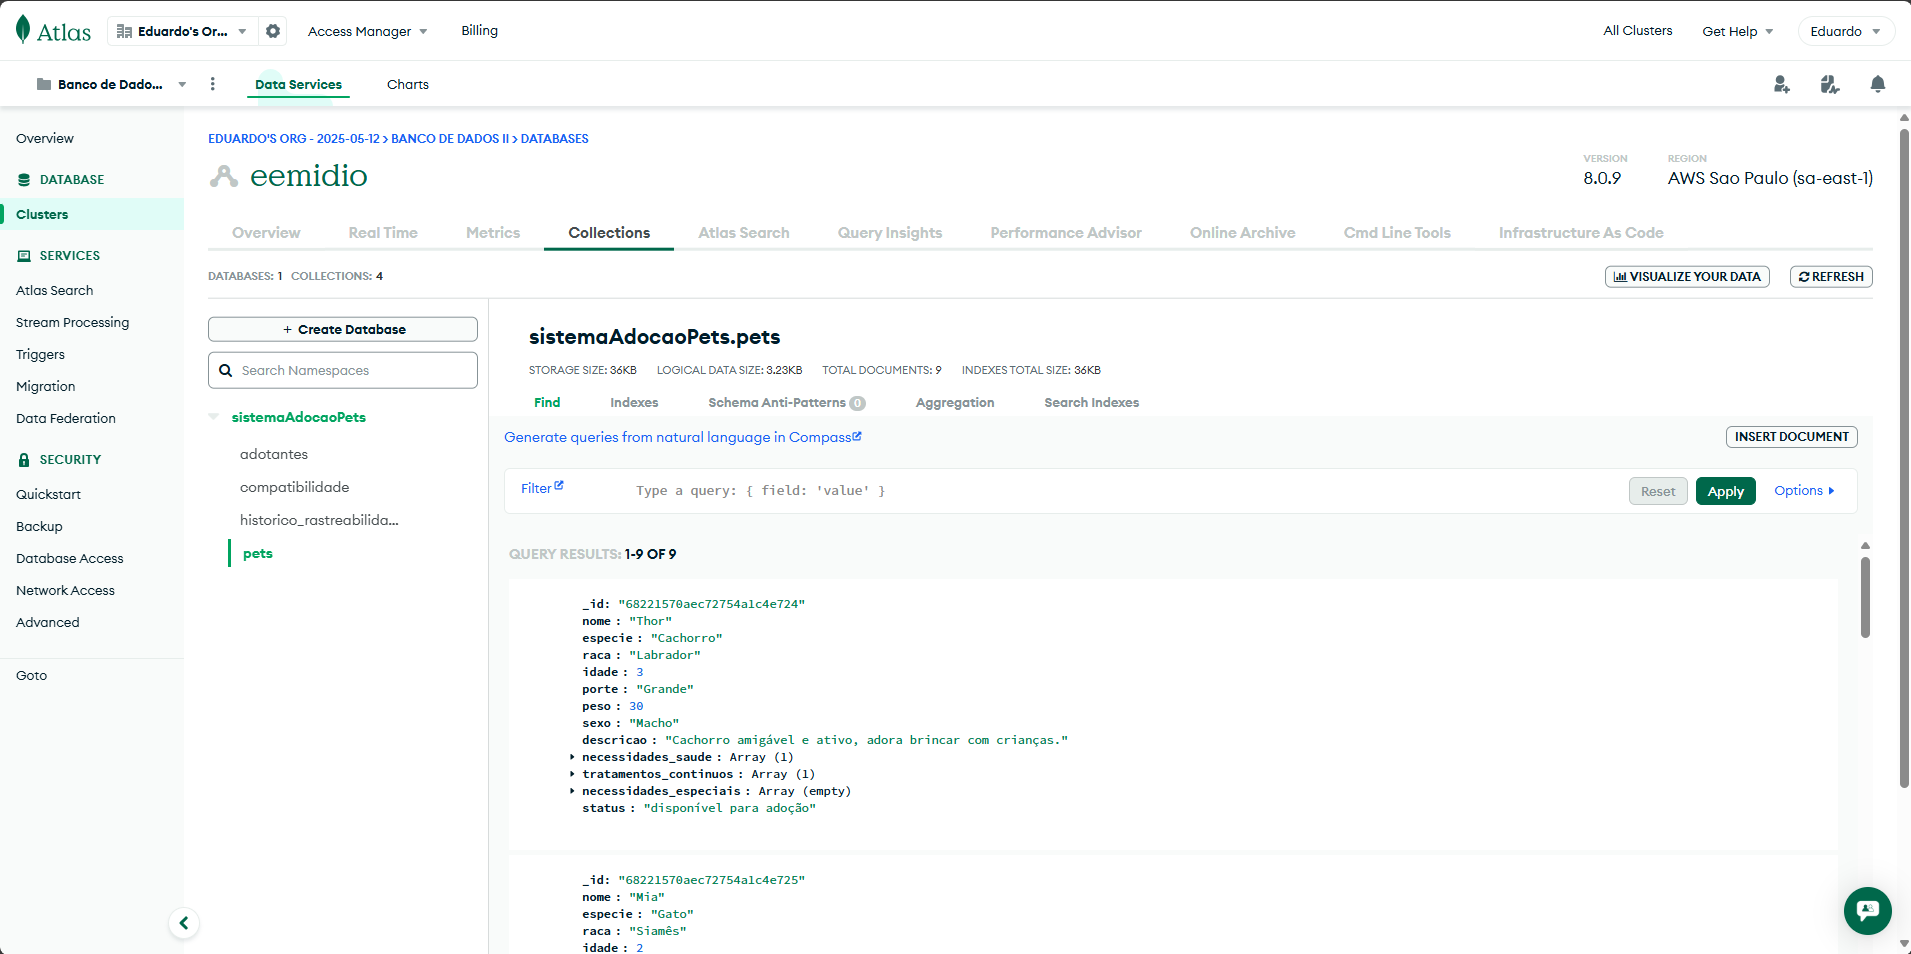 Atlas
Eduardo's Or...
Access Manager
Billing
All Clusters
Get Help
Eduardo
Banco de Dado...
Data Services
Charts
Overview
DATABASE
Clusters
SERVICES
Atlas Search
Stream Processing
Triggers
Migration
Data Federation
SECURITY
Quickstart
Backup
Database Access
Network Access
Advanced
Goto
EDUARDO'S ORG - 2025-05-12 > BANCO DE DADOS II > DATABASES
eemidio
VERSION
8.0.9
REGION
AWS Sao Paulo (sa-east-1)
Overview
Real Time
Metrics
Collections
Atlas Search
Query Insights
Performance Advisor
Online Archive
Cmd Line Tools
Infrastructure As Code
DATABASES: 1 COLLECTIONS: 4
VISUALIZE YOUR DATA
REFRESH
+ Create Database
Search Namespaces
sistemaAdocaoPets
adotantes
compatibilidade
historico_rastreabilida...
pets
sistemaAdocaoPets.pets
STORAGE SIZE: 36KB LOGICAL DATA SIZE: 3.23KB TOTAL DOCUMENTS: 9 INDEXES TOTAL SIZE: 36KB
Find
Indexes
Schema Anti-Patterns 0
Aggregation
Search Indexes
Generate queries from natural language in Compass
INSERT DOCUMENT
Filter
Type a query: { field: 'value' }
Reset
Apply
Options
QUERY RESULTS: 1-9 OF 9
_id: "68221570aec72754a1c4e724"
nome : "Thor"
especie : "Cachorro"
raca : "Labrador"
idade : 3
porte : "Grande"
peso : 30
sexo : "Macho"
descricao : "Cachorro amigável e ativo, adora brincar com crianças."
necessidades_saude : Array (1)
tratamentos_continuos : Array (1)
necessidades_especiais : Array (empty)
status : "disponível para adoção"
_id: "68221570aec72754a1c4e725"
nome : "Mia"
especie : "Gato"
raca : "Siamês"
idade : 2